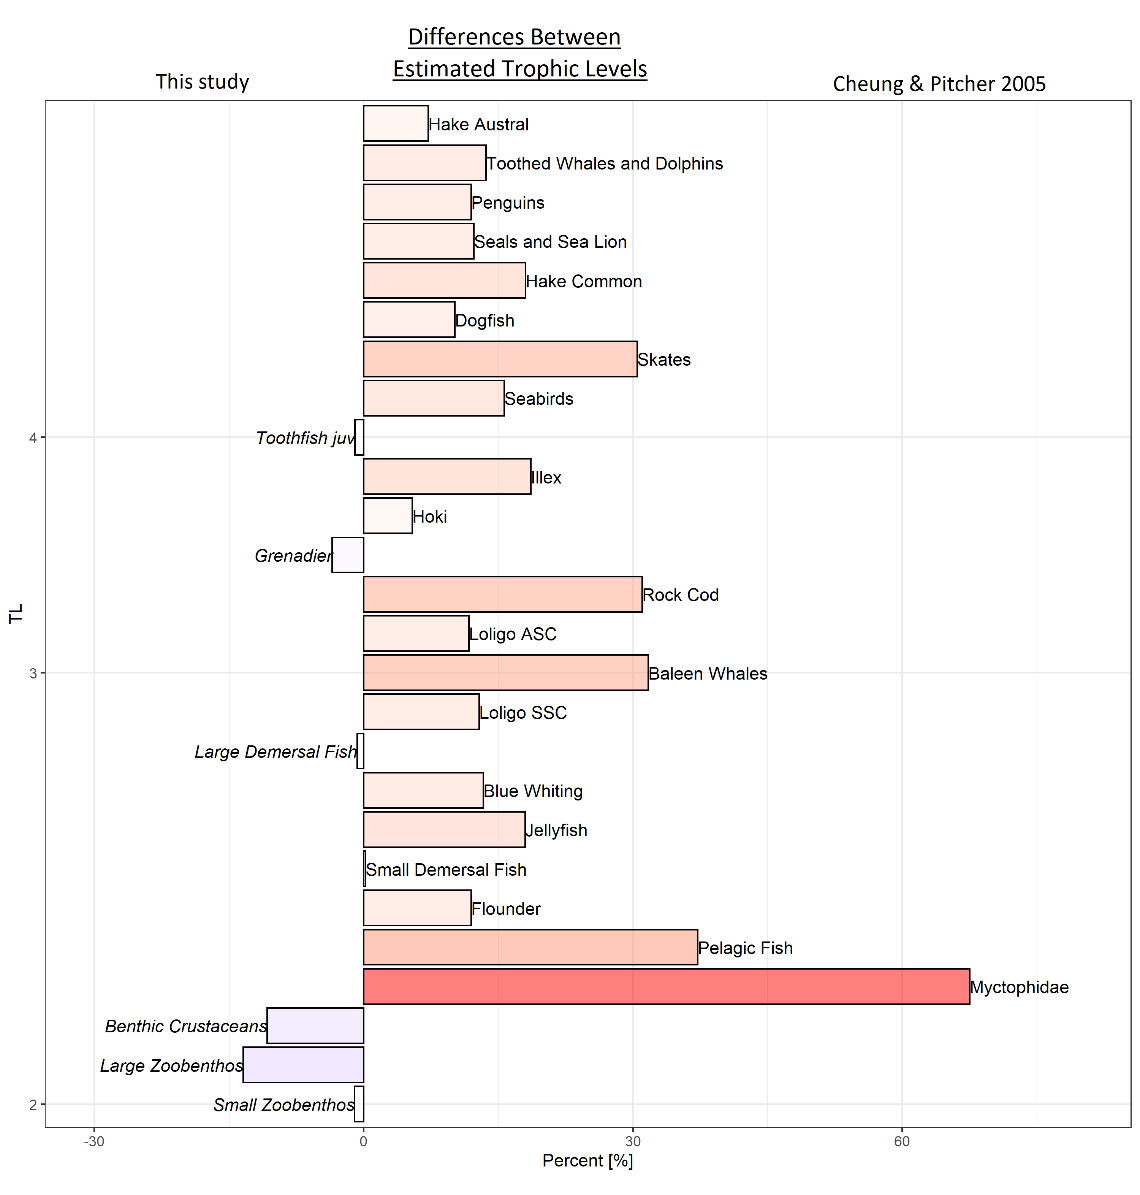 Differences Between
Estimated Trophic Levels
This study
Cheung & Pitcher 2005
Hake Austral
Toothed Whales and Dolphins
Penguins
Seals and Sea Lion
Hake Common
Dogfish
Skates
Seabirds
4
Toothfish juv
Illex
Hoki
Grenadier
Rock Cod
TL
Loligo ASC
3
Baleen Whales
Loligo SSC
Large Demersal Fish
Blue Whiting
Jellyfish
Small Demersal Fish
Flounder
Pelagic Fish
Myctophidae
Benthic Crustaceans
Large Zoobenthos
2
Small Zoobenthos
-30
0
30
60
Percent [%]